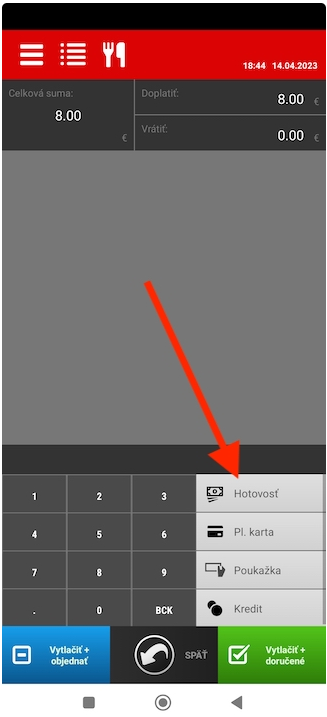 18:44 14.04.2023
Celková suma:
8.00
€
Doplatiť:
8.00 €
Vrátiť:
0.00 €
1 2 3 Hotovosť
4 5 6 Pl. karta
7 8 9 Poukažka
. 0 BCK Kredit
Vytlačiť +
objednať
SPÄŤ
Vytlačiť +
doručené